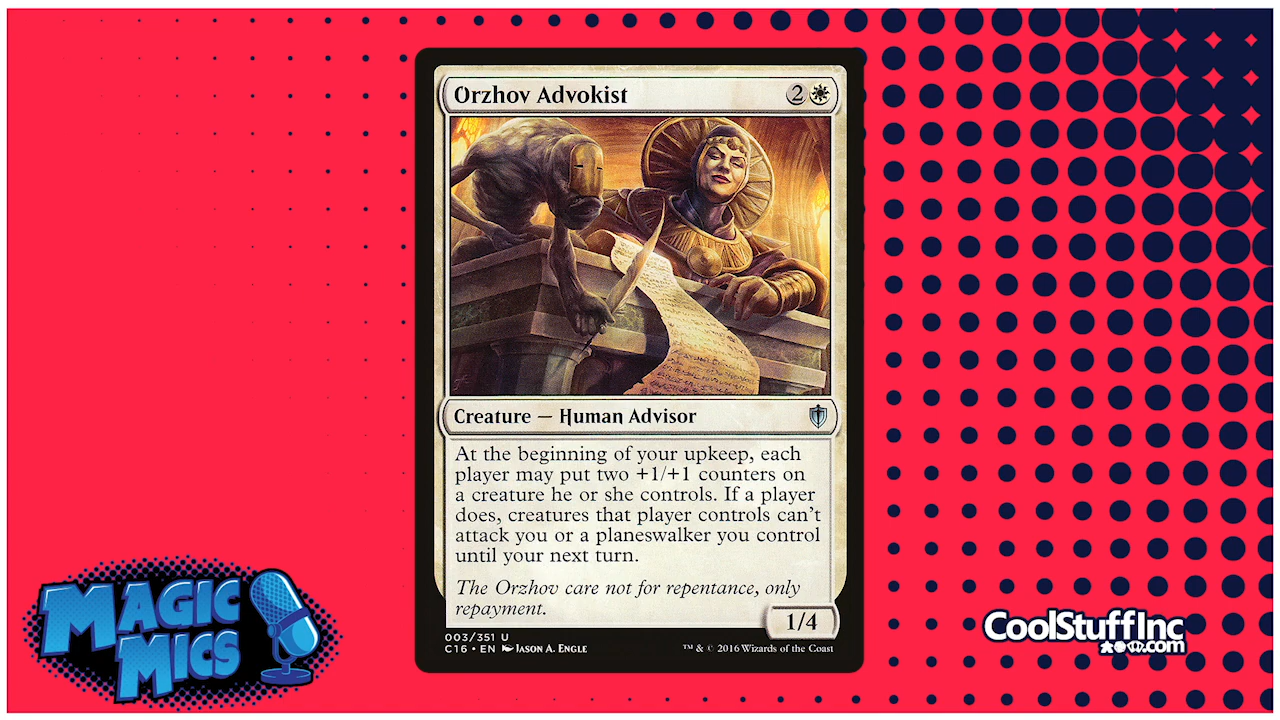 Orzhov Advokist 2
Creature — Human Advisor
At the beginning of your upkeep, each
player may put two +1/+1 counters on
a creature he or she controls. If a player
does, creatures that player controls can't
attack you or a planeswalker you control
until your next turn.
The Orzhov care not for repentance, only
repayment.
1/4
003/351 U
C16 • EN Jason A. Engle
™ & © 2016 Wizards of the Coast
MAGIC
MICS
CoolStuffInc
.com